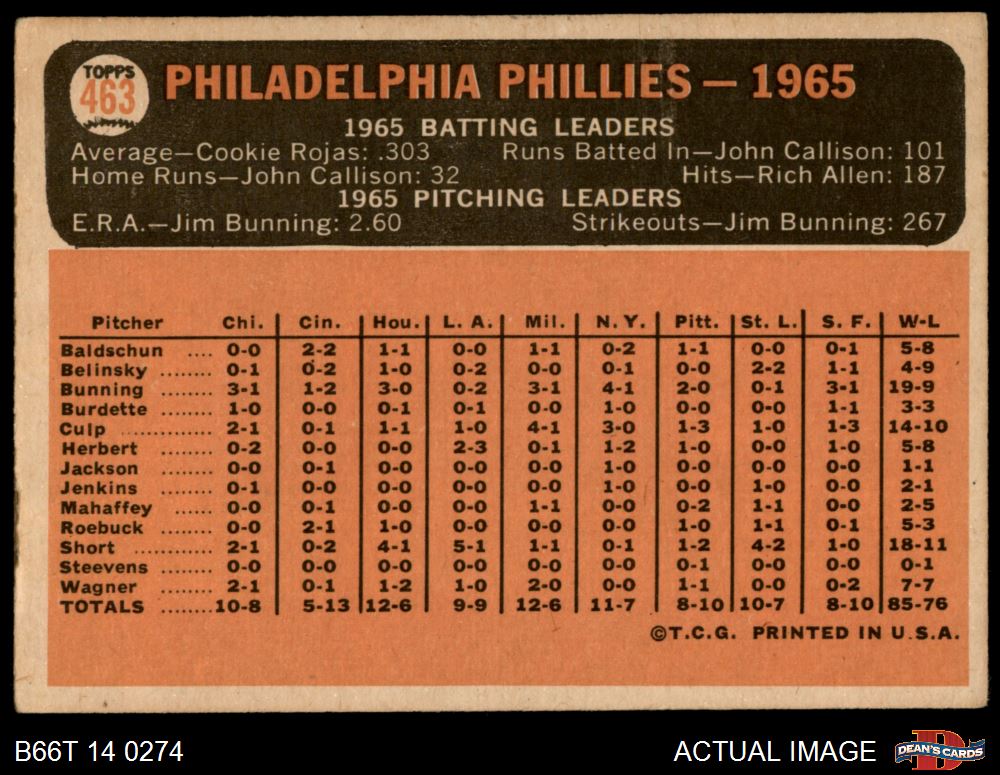 TOPPS
463
PHILADELPHIA PHILLIES — 1965
1965 BATTING LEADERS
Average—Cookie Rojas: .303 Runs Batted In—John Callison: 101
Home Runs—John Callison: 32 Hits—Rich Allen: 187
1965 PITCHING LEADERS
E.R.A.—Jim Bunning: 2.60 Strikeouts—Jim Bunning: 267
Pitcher Chi. Cin. Hou. L. A. Mil. N. Y. Pitt. St. L. S. F. W-L
Baldschun .... 0-0 2-2 1-1 0-0 1-1 0-2 1-1 0-0 0-1 5-8
Belinsky ........ 0-1 0-2 1-0 0-2 0-0 0-1 0-0 2-2 1-1 4-9
Bunning ........ 3-1 1-2 3-0 0-2 3-1 4-1 2-0 0-1 3-1 19-9
Burdette ........ 1-0 0-0 0-1 0-1 0-0 1-0 0-0 0-0 1-1 3-3
Culp .............. 2-1 0-1 1-1 1-0 4-1 3-0 1-3 1-0 1-3 14-10
Herbert ........ 0-2 0-0 0-0 2-3 0-1 1-2 1-0 0-0 1-0 5-8
Jackson ........ 0-0 0-1 0-0 0-0 0-0 1-0 0-0 0-0 0-0 1-1
Jenkins ........ 0-1 0-0 0-0 0-0 0-0 1-0 0-0 1-0 0-0 2-1
Mahaffey ...... 0-0 0-0 0-0 0-0 1-1 1-0 0-2 1-1 0-0 2-5
Roebuck ........ 0-0 2-1 1-0 0-0 0-0 0-0 1-0 1-1 0-1 5-3
Short ............ 2-1 0-2 4-1 5-1 1-1 0-1 1-2 4-2 1-0 18-11
Steevens ........ 0-0 0-0 0-0 0-0 0-0 0-0 0-1 0-0 0-0 0-1
Wagner ........ 2-1 0-1 1-2 1-0 2-0 0-0 1-1 0-0 0-2 7-7
TOTALS ........ 10-8 5-13 12-6 9-9 12-6 11-7 8-10 10-7 8-10 85-76
©T.C.G. PRINTED IN U.S.A.
B66T 14 0274 ACTUAL IMAGE DEAN'S CARDS